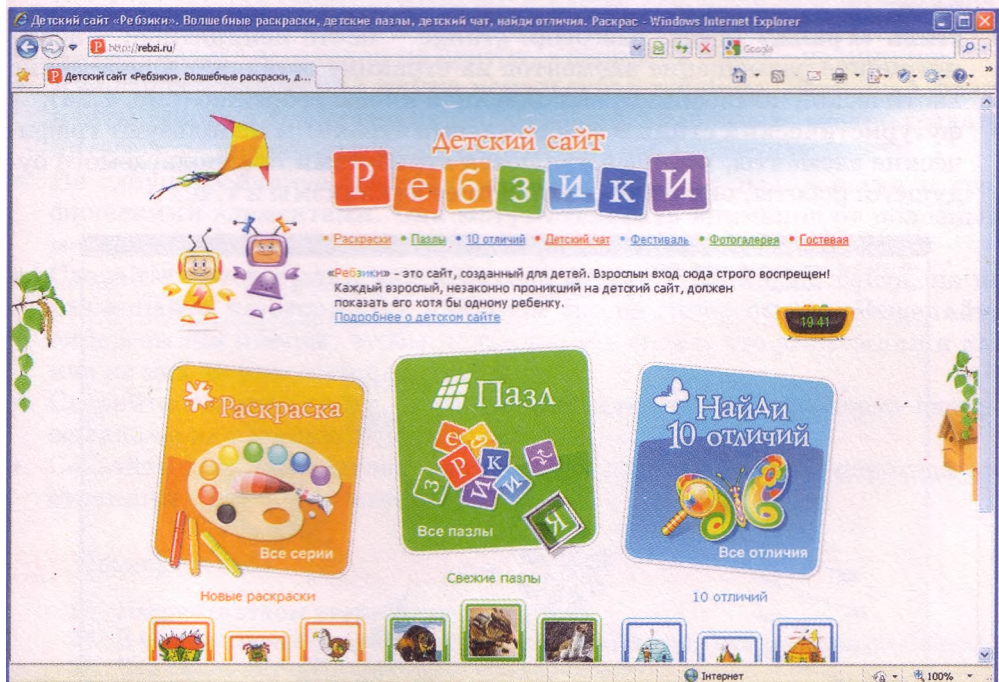 Детский сайт «Ребзики». Волшебные раскраски, детские пазлы, детский чат, найди отличия. Раскрас - Windows Internet Explorer
http://rebzi.ru/
Google
Детский сайт «Ребзики». Волшебные раскраски, д...
Детский сайт
Ребзики
• Раскраски • Пазлы • 10 отличий • Детский чат • Фестиваль • Фотогалерея • Гостевая
«Ребзики» - это сайт, созданный для детей. Взрослым вход сюда строго воспрещен!
Каждый взрослый, незаконно проникший на детский сайт, должен
показать его хотя бы одному ребенку.
Подробнее о детском сайте
19:41
Раскраска
Все серии
Новые раскраски
Пазл
Е О
Р К
З И И
Я
Все пазлы
Свежие пазлы
Найди
10 отличий
Все отличия
10 отличий
Інтернет
100%